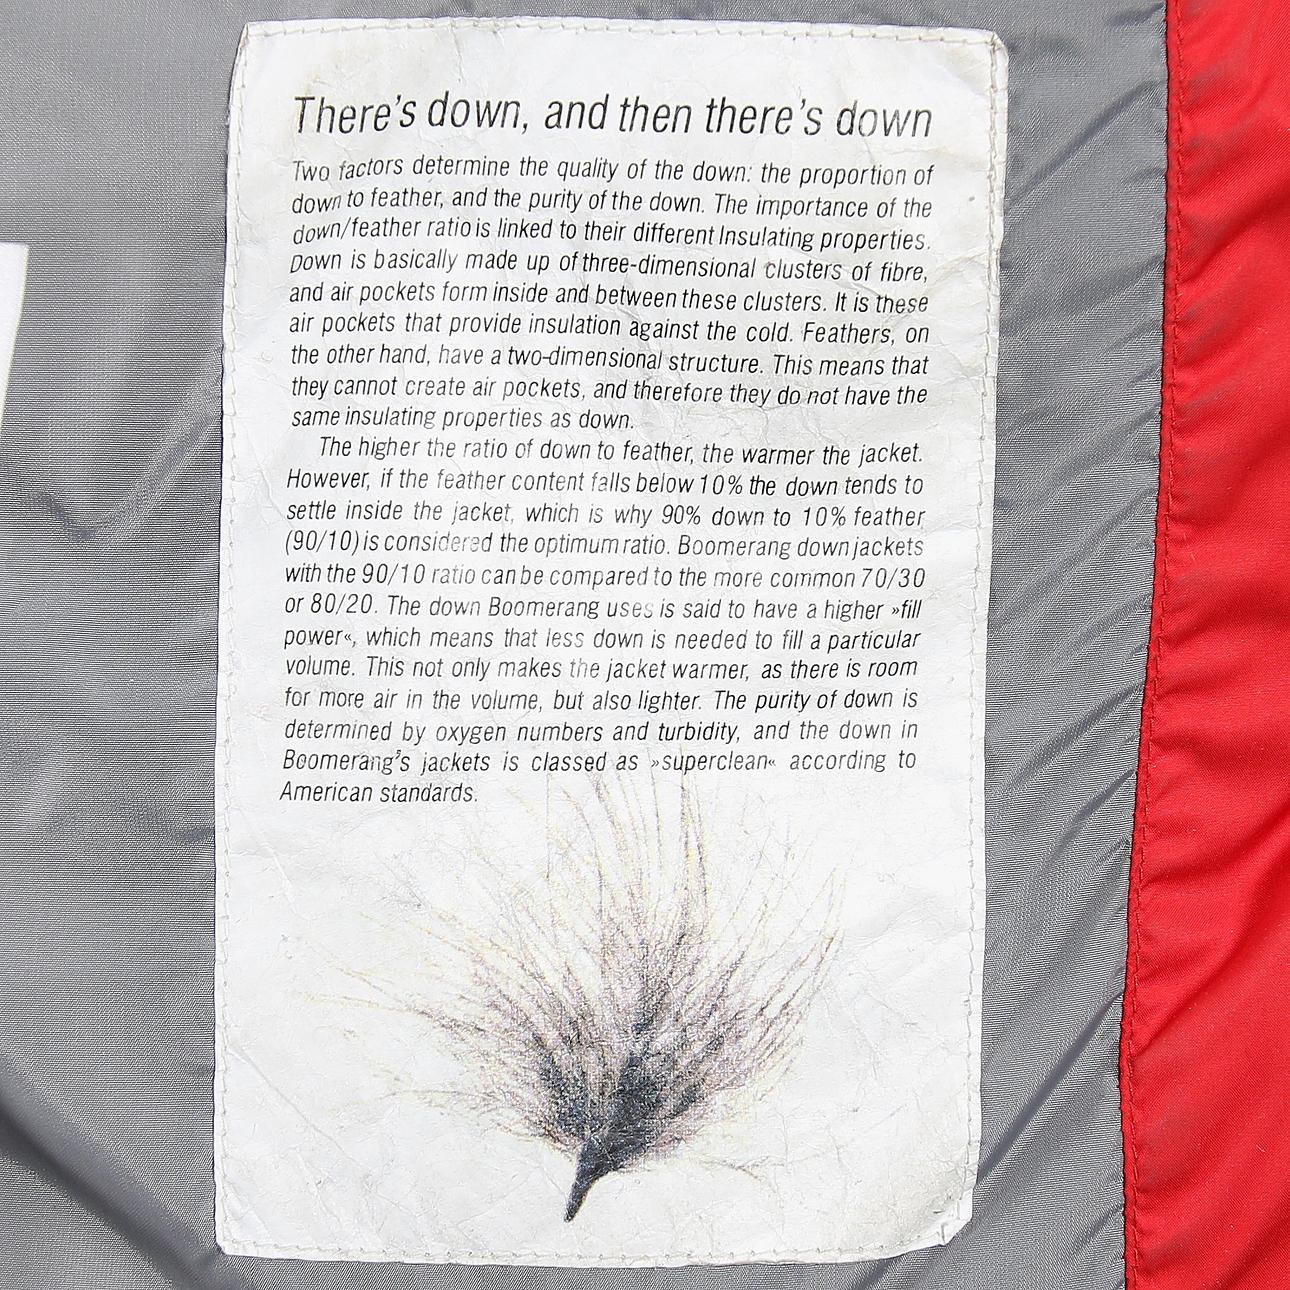 There's down, and then there's down
Two factors determine the quality of the down: the proportion of
down to feather, and the purity of the down. The importance of the
down/feather ratio is linked to their different Insulating properties.
Down is basically made up of three-dimensional clusters of fibre,
and air pockets form inside and between these clusters. It is these
air pockets that provide insulation against the cold. Feathers, on
the other hand, have a two-dimensional structure. This means that
they cannot create air pockets, and therefore they do not have the
same insulating properties as down.
The higher the ratio of down to feather, the warmer the jacket.
However, if the feather content falls below 10% the down tends to
settle inside the jacket, which is why 90% down to 10% feather
(90/10) is considered the optimum ratio. Boomerang down jackets
with the 90/10 ratio can be compared to the more common 70/30
or 80/20. The down Boomerang uses is said to have a higher »fill
power«, which means that less down is needed to fill a particular
volume. This not only makes the jacket warmer, as there is room
for more air in the volume, but also lighter. The purity of down is
determined by oxygen numbers and turbidity, and the down in
Boomerang's jackets is classed as »superclean« according to
American standards.